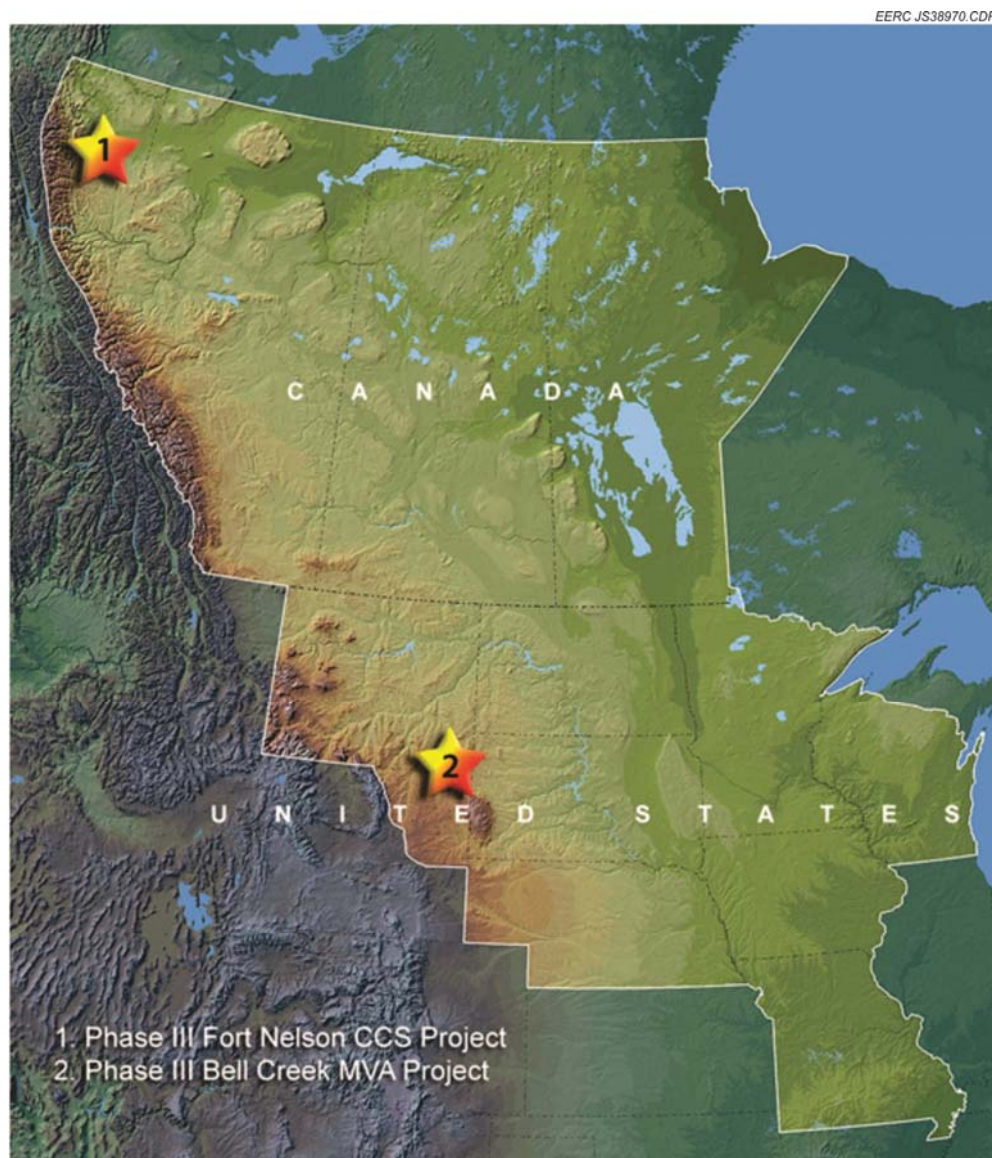 EERC JS38970.CDR
1
CANADA
2
UNITED STATES
1. Phase III Fort Nelson CCS Project
2. Phase III Bell Creek MVA Project